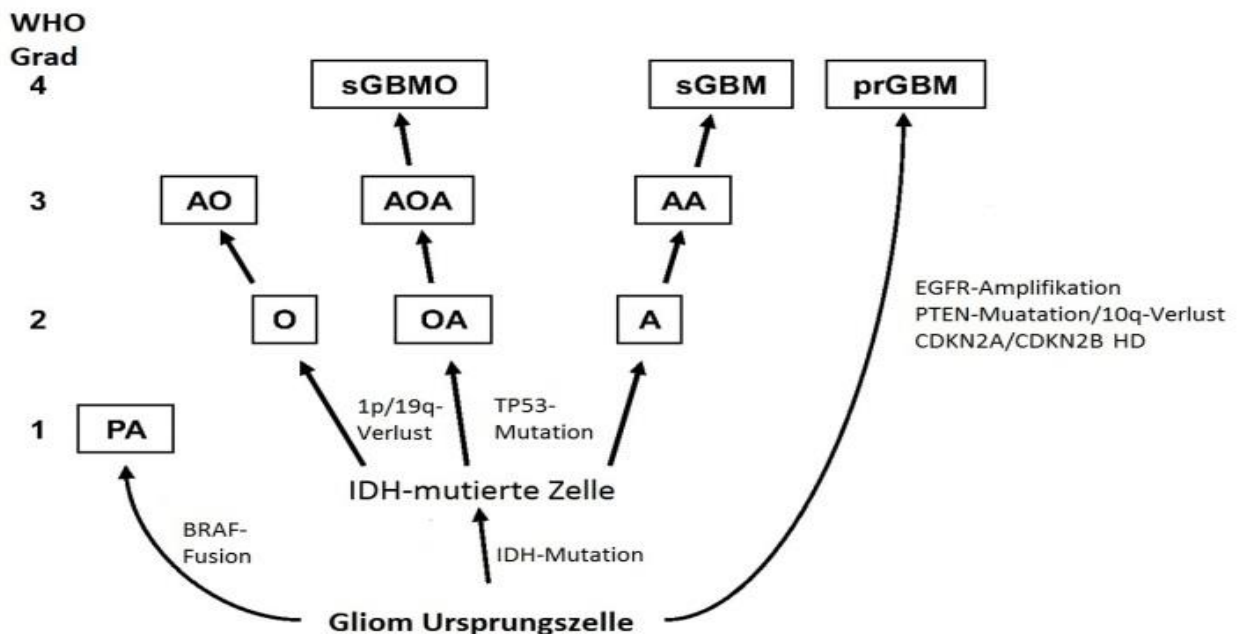 WHO
Grad
4
sGBMO
sGBM
prGBM
3
AO
AOA
AA
2
O
OA
A
EGFR-Amplifikation
PTEN-Muatation/10q-Verlust
CDKN2A/CDKN2B HD
1
PA
1p/19q-
Verlust
TP53-
Mutation
IDH-mutierte Zelle
BRAF-
Fusion
IDH-Mutation
Gliom Ursprungszelle